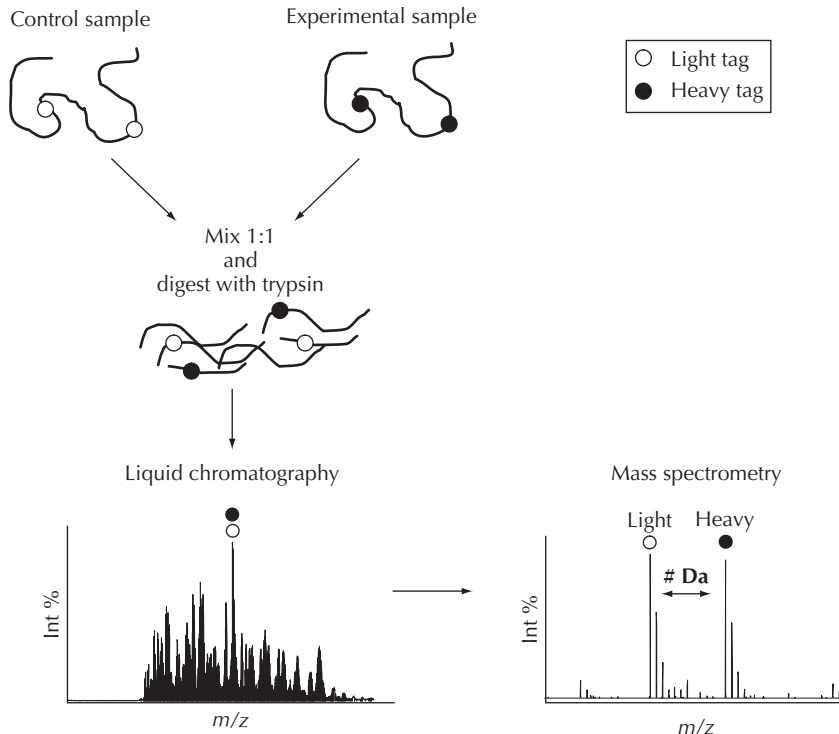 Control sample
Experimental sample
Light tag
Heavy tag
Mix 1:1
and
digest with trypsin
Liquid chromatography
Int %
m/z
Mass spectrometry
Light
Heavy
# Da
Int %
m/z